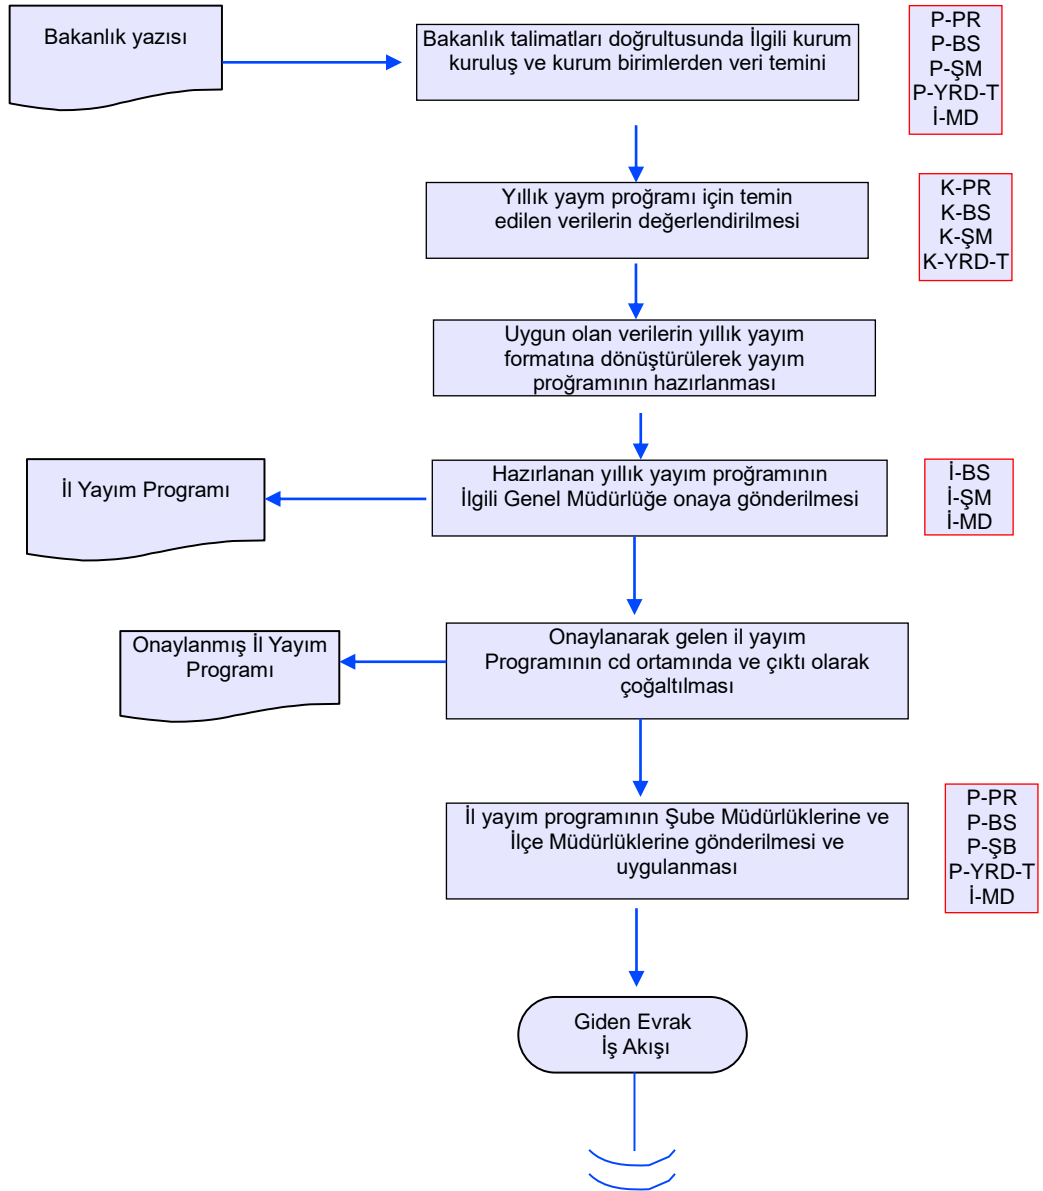 Bakanlık yazısı
Bakanlık talimatları doğrultusunda İlgili kurum
kuruluş ve kurum birimlerden veri temini
P-PR
P-BS
P-ŞM
P-YRD-T
İ-MD
Yıllık yaym proğramı için temin
edilen verilerin değerlendirilmesi
K-PR
K-BS
K-ŞM
K-YRD-T
Uygun olan verilerin yıllık yayım
formatına dönüştürülerek yayım
proğramının hazırlanması
İl Yayım Programı
Hazırlanan yıllık yayım proğramının
İlgili Genel Müdürlüğe onaya gönderilmesi
İ-BS
İ-ŞM
İ-MD
Onaylanmış İl Yayım
Programı
Onaylanarak gelen il yayım
Programının cd ortamında ve çıktı olarak
çoğaltılması
İl yayım programının Şube Müdürlüklerine ve
İlçe Müdürlüklerine gönderilmesi ve
uygulanması
P-PR
P-BS
P-ŞB
P-YRD-T
İ-MD
Giden Evrak
İş Akışı